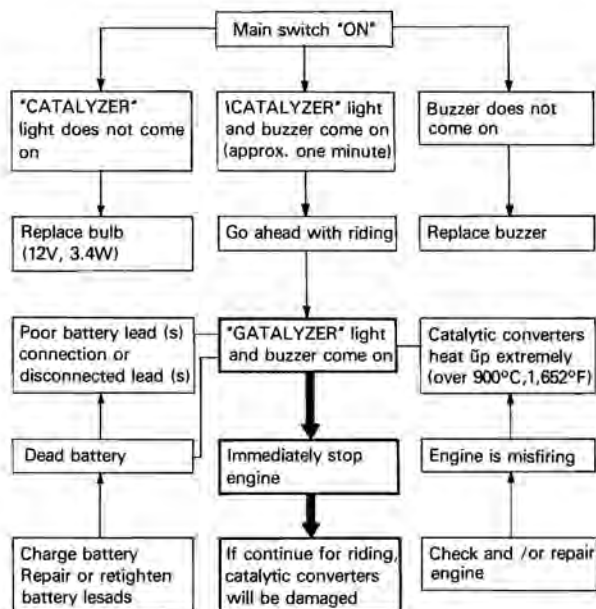 Main switch "ON"
"CATALYZER"
light does not come
on
\CATALYZER" light
and buzzer come on
(approx. one minute)
Buzzer does not
come on
Replace bulb
(12V, 3.4W)
Go ahead with riding
Replace buzzer
Poor battery lead (s)
connection or
disconnected lead (s)
"GATALYZER" light
and buzzer come on
Catalytic converters
heat up extremely
(over 900°C,1,652°F)
Dead battery
Immediately stop
engine
Engine is misfiring
Charge battery
Repair or retighten
battery lesads
If continue for riding,
catalytic converters
will be damaged
Check and /or repair
engine